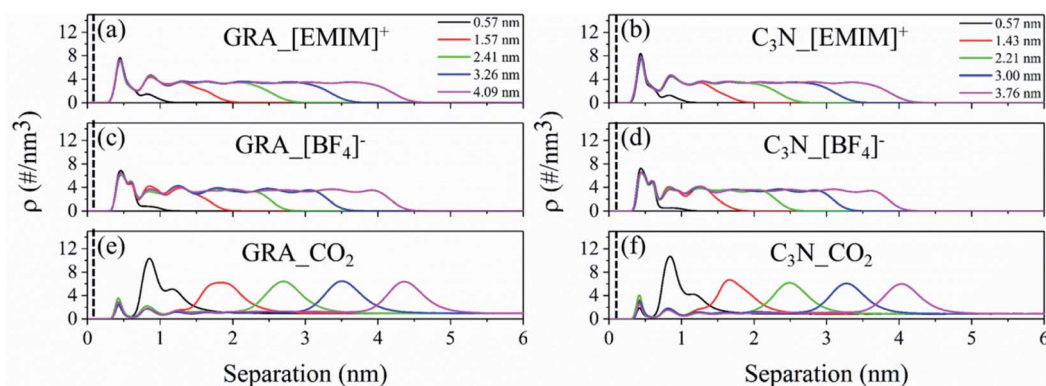 (a) GRA_[EMIM]⁺
0.57 nm
1.57 nm
2.41 nm
3.26 nm
4.09 nm
12
8
4
0
(c) GRA_[BF₄]⁻
12
8
4
0
(e) GRA_CO₂
12
8
4
0
0 1 2 3 4 5 6
ρ (#/nm³)
Separation (nm)
(b) C₃N_[EMIM]⁺
0.57 nm
1.43 nm
2.21 nm
3.00 nm
3.76 nm
12
8
4
0
(d) C₃N_[BF₄]⁻
12
8
4
0
(f) C₃N_CO₂
12
8
4
0
0 1 2 3 4 5 6
ρ (#/nm³)
Separation (nm)